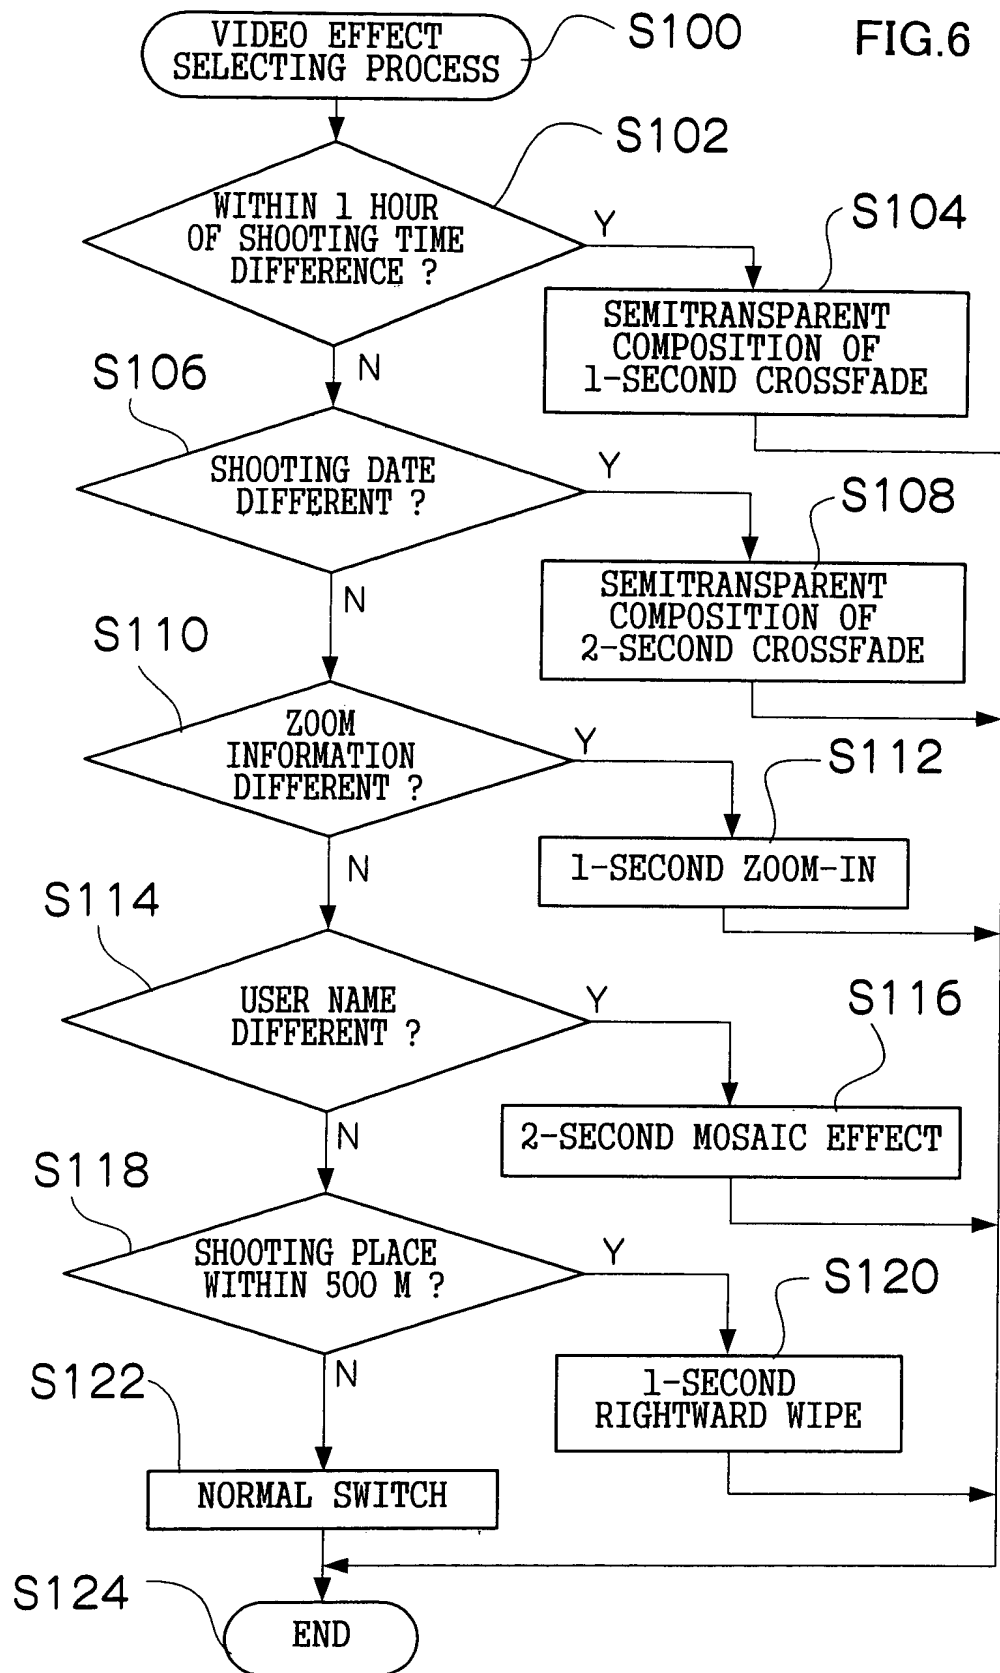 FIG.6
VIDEO EFFECT
SELECTING PROCESS
S100
S102
WITHIN 1 HOUR
OF SHOOTING TIME
DIFFERENCE ?
Y
S104
SEMITRANSPARENT
COMPOSITION OF
1-SECOND CROSSFADE
N
S106
SHOOTING DATE
DIFFERENT ?
Y
S108
SEMITRANSPARENT
COMPOSITION OF
2-SECOND CROSSFADE
N
S110
ZOOM
INFORMATION
DIFFERENT ?
Y
S112
1-SECOND ZOOM-IN
N
S114
USER NAME
DIFFERENT ?
Y
S116
2-SECOND MOSAIC EFFECT
N
S118
SHOOTING PLACE
WITHIN 500 M ?
Y
S120
1-SECOND
RIGHTWARD WIPE
N
S122
NORMAL SWITCH
S124
END